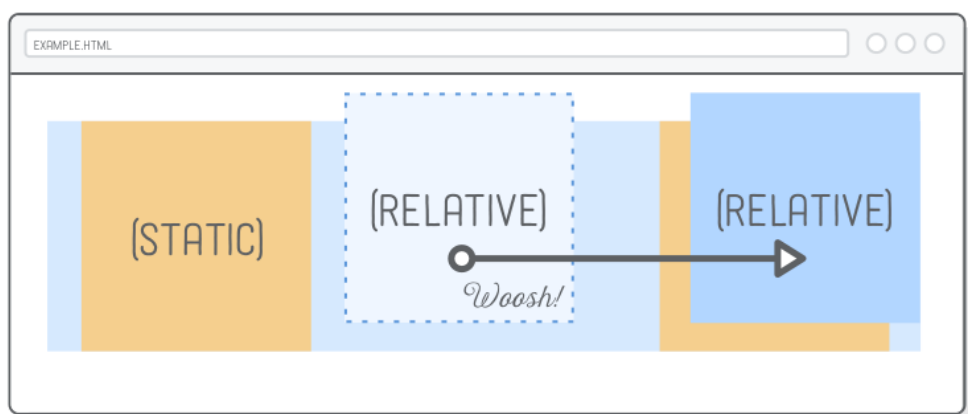 EXAMPLE.HTML
(STATIC)
(RELATIVE)
Woosh!
(RELATIVE)